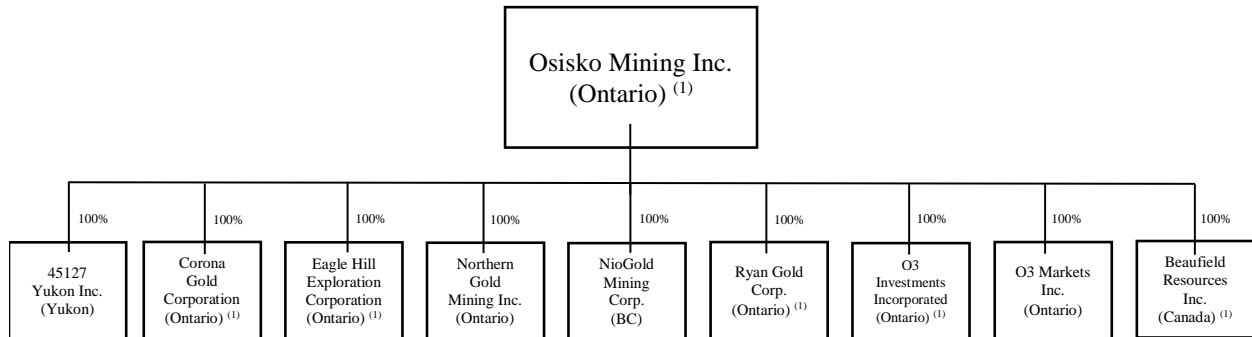 Osisko Mining Inc.
(Ontario) (1)
100%
100%
100%
100%
100%
100%
100%
100%
100%
45127
Yukon Inc.
(Yukon)
Corona
Gold
Corporation
(Ontario) (1)
Eagle Hill
Exploration
Corporation
(Ontario) (1)
Northern
Gold
Mining Inc.
(Ontario)
NioGold
Mining
Corp.
(BC)
Ryan Gold
Corp.
(Ontario) (1)
O3
Investments
Incorporated
(Ontario) (1)
O3 Markets
Inc.
(Ontario)
Beaufield
Resources
Inc.
(Canada) (1)